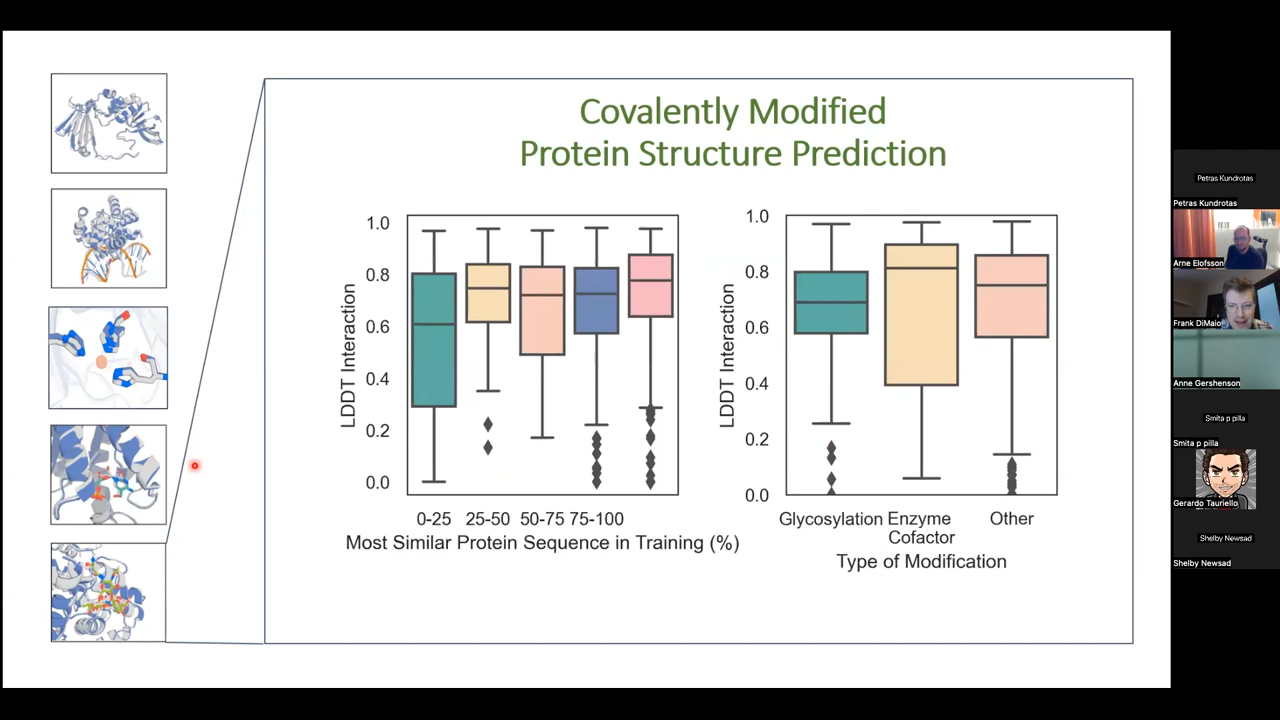 Covalently Modified
Protein Structure Prediction
LDDT Interaction
1.0
0.8
0.6
0.4
0.2
0.0
0-25 25-50 50-75 75-100
Most Similar Protein Sequence in Training (%)
LDDT Interaction
1.0
0.8
0.6
0.4
0.2
0.0
Glycosylation Enzyme Cofactor Other
Type of Modification
Petras Kundrotas
Petras Kundrotas
Arne Elofsson
Frank DiMaio
Anne Gershenson
Smita p pilla
Smita p pilla
Gerardo Tauriello
Shelby Newsad
Shelby Newsad